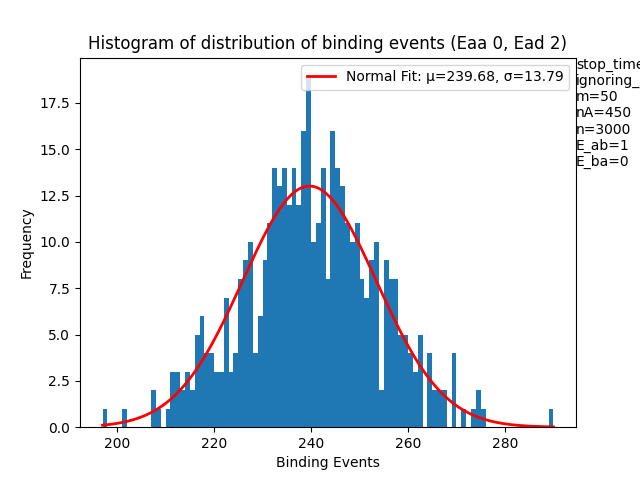 Histogram of distribution of binding events (Eaa 0, Ead 2)
Normal Fit: μ=239.68, σ=13.79
stop_time
ignoring_
m=50
nA=450
n=3000
E_ab=1
E_ba=0
Frequency
17.5
15.0
12.5
10.0
7.5
5.0
2.5
0.0
200 220 240 260 280
Binding Events